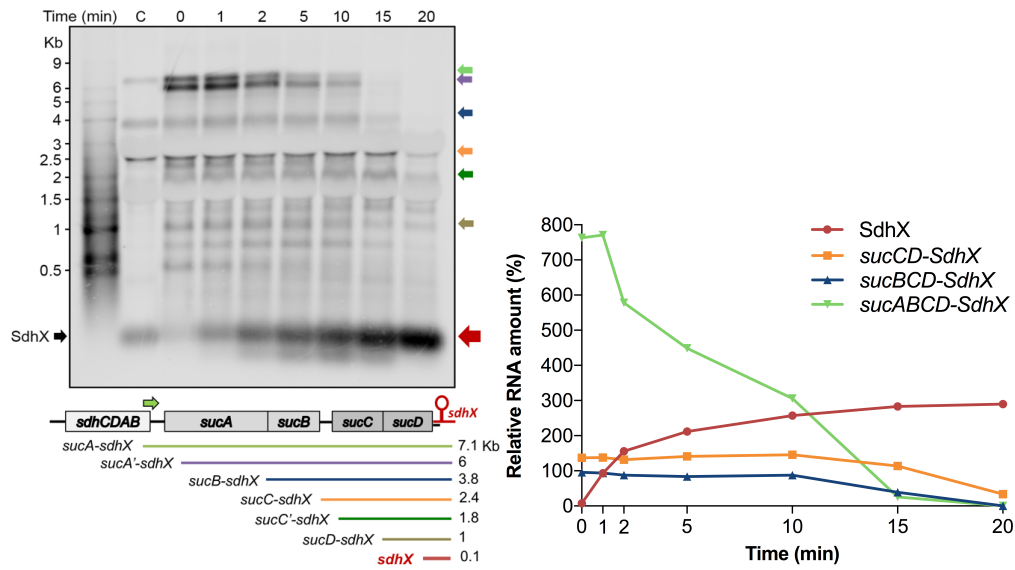 Time (min) C 0 1 2 5 10 15 20
Kb
9
6
5
4
3
2.5
2
1.5
1
0.5
SdhX
sdhCDAB sucA sucB sucC sucD sdhX
sucA-sdhX 7.1 Kb
sucA'-sdhX 6
sucB-sdhX 3.8
sucC-sdhX 2.4
sucC'-sdhX 1.8
sucD-sdhX 1
sdhX 0.1
Relative RNA amount (%)
800
700
600
500
400
300
200
100
0
0 1 2 5 10 15 20
Time (min)
SdhX
sucCD-SdhX
sucBCD-SdhX
sucABCD-SdhX